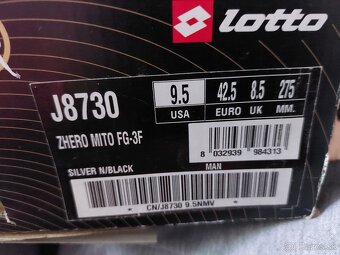 lotto
J8730
9.5 42.5 8.5 275
USA EURO UK MM.
ZHERO MITO FG-3F
8 032939 984313
SILVER N/BLACK MAN
* CN/J8730 9.5NMV *